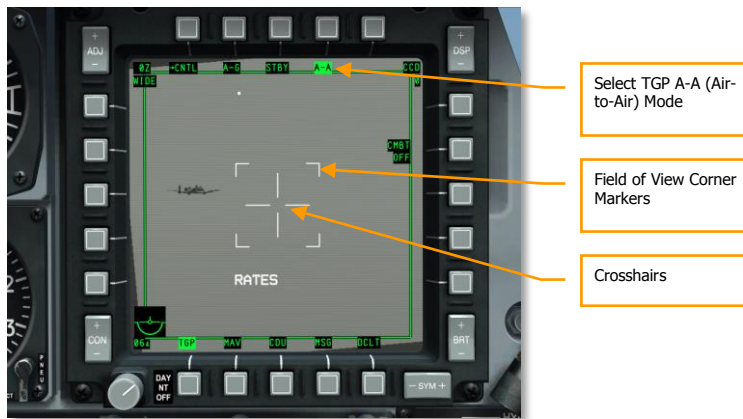 +
ADJ
-
+
DSP
-
0Z →CNTL A-G STBY A-A CCD
WIDE
CMBT
OFF
RATES
TGP MAV CDU MSG DCLT
+
CON
-
+
BRT
-
DAY
NT
OFF
- SYM +
PNEU
Select TGP A-A (Air-
to-Air) Mode
Field of View Corner
Markers
Crosshairs